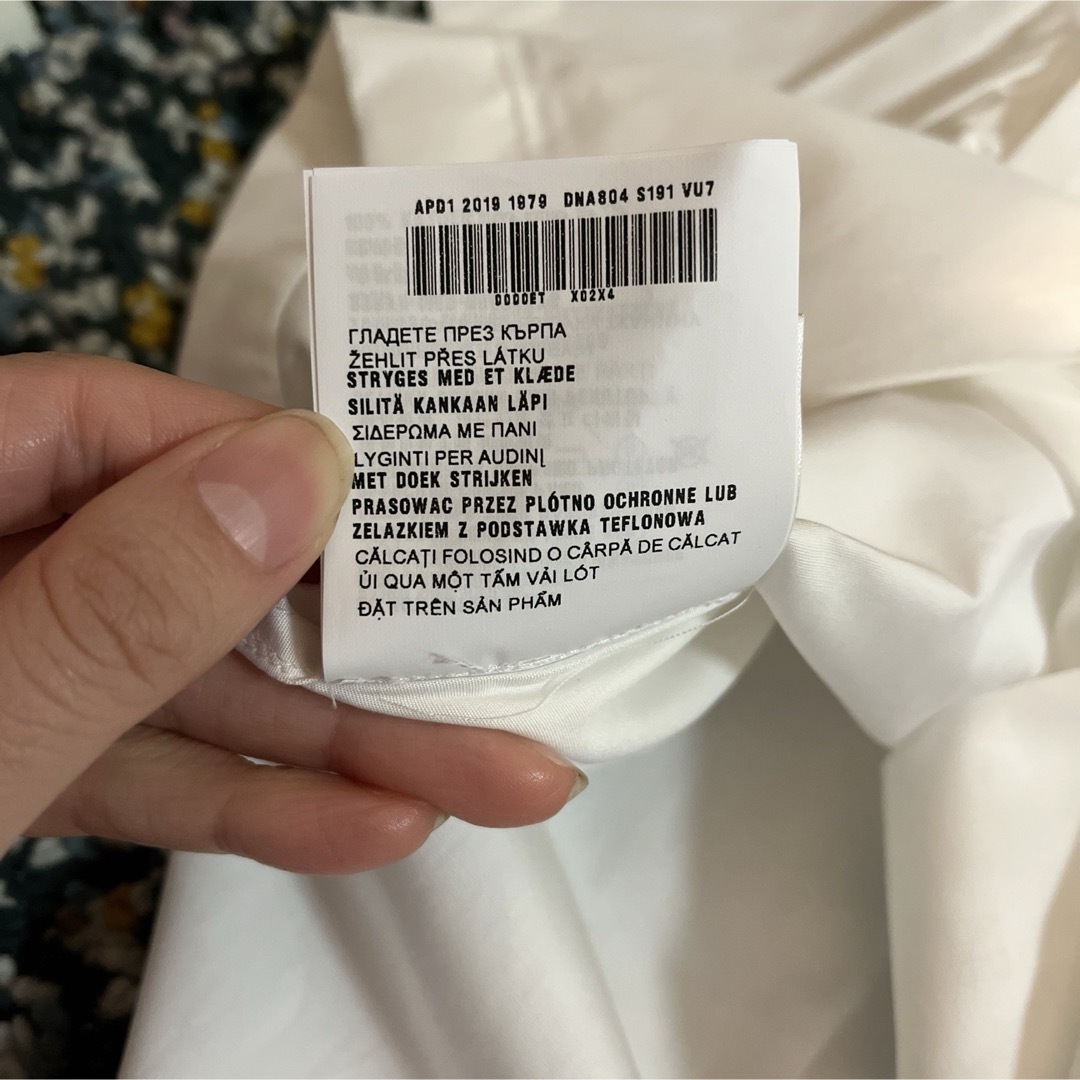 APD1 2019 1979 DNA804 S191 VU7
0000ET X02X4
ГЛАДЕТЕ ПРЕЗ КЪРПА
ŽEHLIT PŘES LÁTKU
STRYGES MED ET KLÆDE
SILITÄ KANKAAN LÄPI
ΣΙΔΕΡΩΜΑ ΜΕ ΠΑΝΙ
LYGINTI PER AUDINĮ
MET DOEK STRIJKEN
PRASOWAC PRZEZ PLÓTNO OCHRONNE LUB
ZELAZKIEM Z PODSTAWKA TEFLONOWA
CĂLCAȚI FOLOSIND O CÂRPĂ DE CĂLCAT
ỦI QUA MỘT TẤM VẢI LÓT
ĐẶT TRÊN SẢN PHẨM